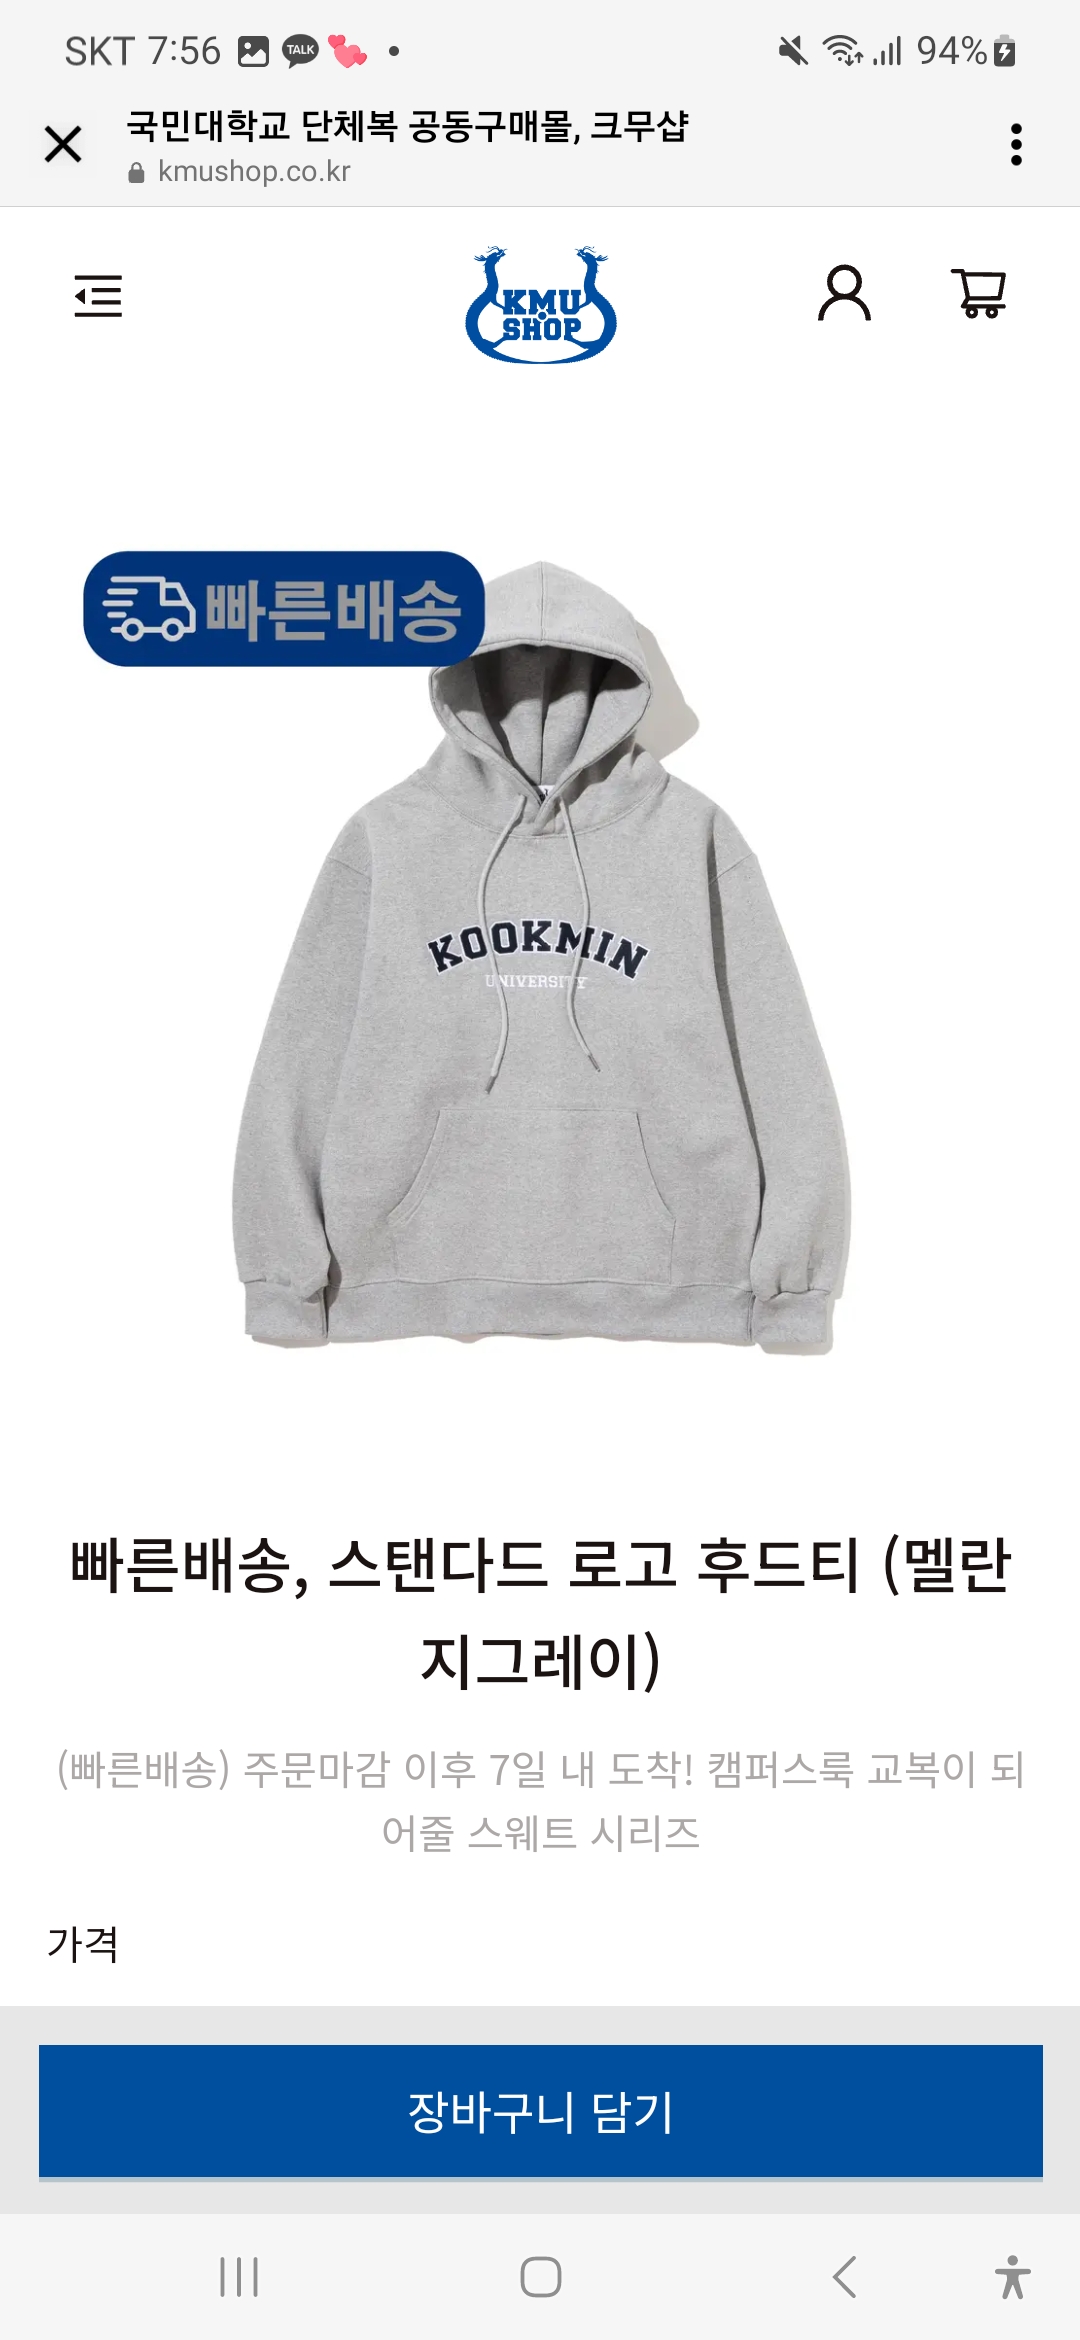 SKT 7:56 TALK 94%
국민대학교 단체복 공동구매몰, 크무샵
kmushop.co.kr
KMU
SHOP
빠른배송
KOOKMIN
UNIVERSITY
빠른배송, 스탠다드 로고 후드티 (멜란
지그레이)
(빠른배송) 주문마감 이후 7일 내 도착! 캠퍼스룩 교복이 되
어줄 스웨트 시리즈
가격
장바구니 담기